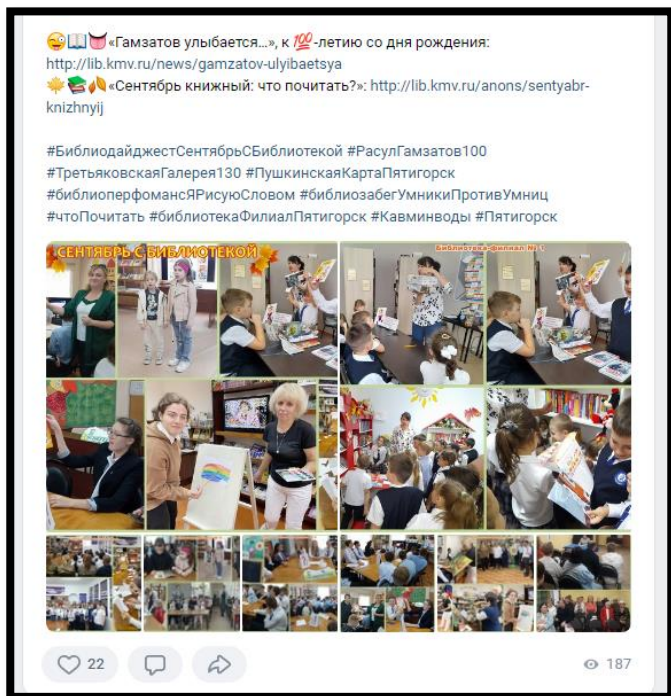 😜📖👅«Гамзатов улыбается…», к 💯-летию со дня рождения:
http://lib.kmv.ru/news/gamzatov-ulyibaetsya
☀📚🍂«Сентябрь книжный: что почитать?»: http://lib.kmv.ru/anons/sentyabr-
knizhnyij
#БиблиодайджестСентябрьСБиблиотекой #РасулГамзатов100
#ТретьяковскаяГалерея130 #ПушкинскаяКартаПятигорск
#библиоперфомансЯРисуюСловом #библиозабегУмникиПротивУмниц
#чтоПочитать #библиотекаФилиалПятигорск #Кавминводы #Пятигорск
СЕНТЯБРЬ С БИБЛИОТЕКОЙ
Библиотека-филиал № 1
22
187